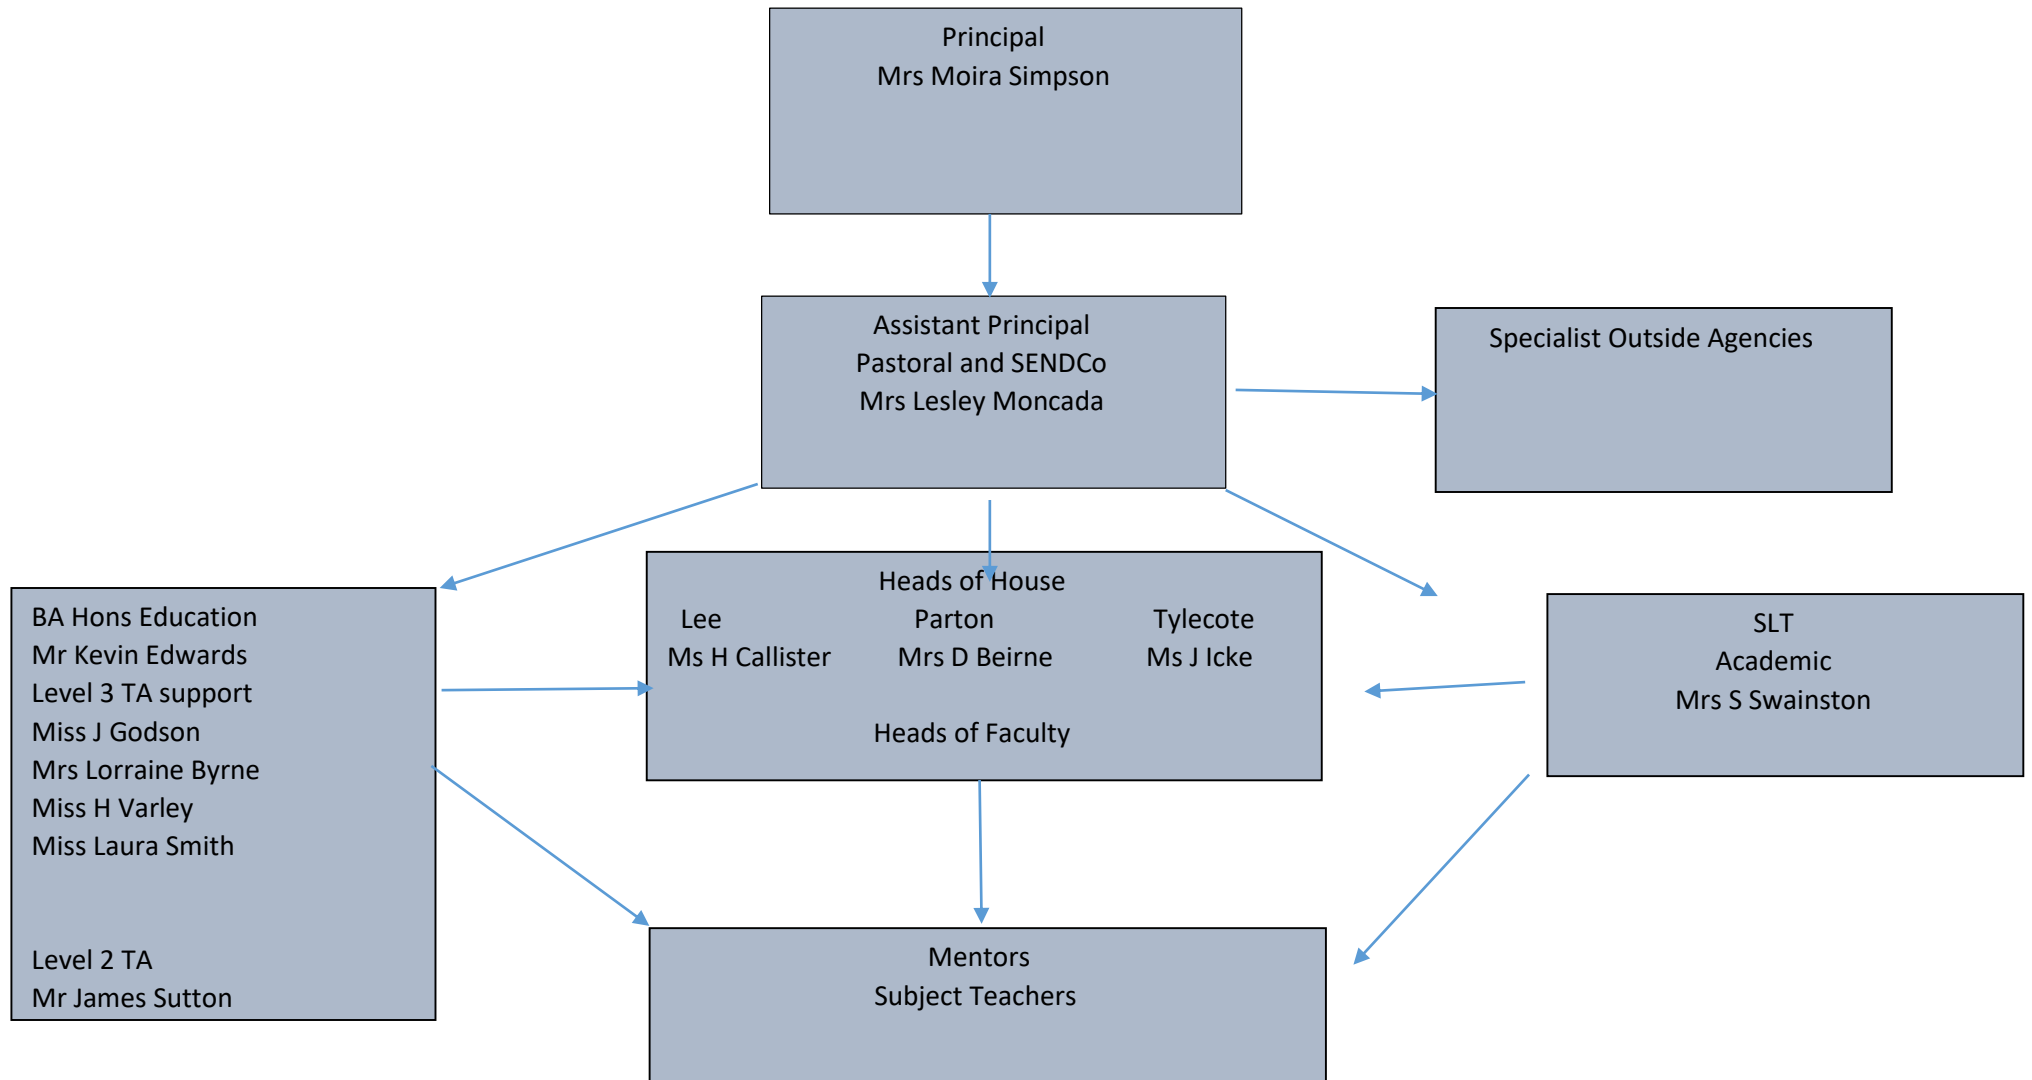 Principal
Mrs Moira Simpson
Assistant Principal
Pastoral and SENDCo
Mrs Lesley Moncada
Specialist Outside Agencies
BA Hons Education
Mr Kevin Edwards
Level 3 TA support
Miss J Godson
Mrs Lorraine Byrne
Miss H Varley
Miss Laura Smith
Level 2 TA
Mr James Sutton
Heads of House
Lee Parton Tylecote
Ms H Callister Mrs D Beirne Ms J Icke
Heads of Faculty
SLT
Academic
Mrs S Swainston
Mentors
Subject Teachers